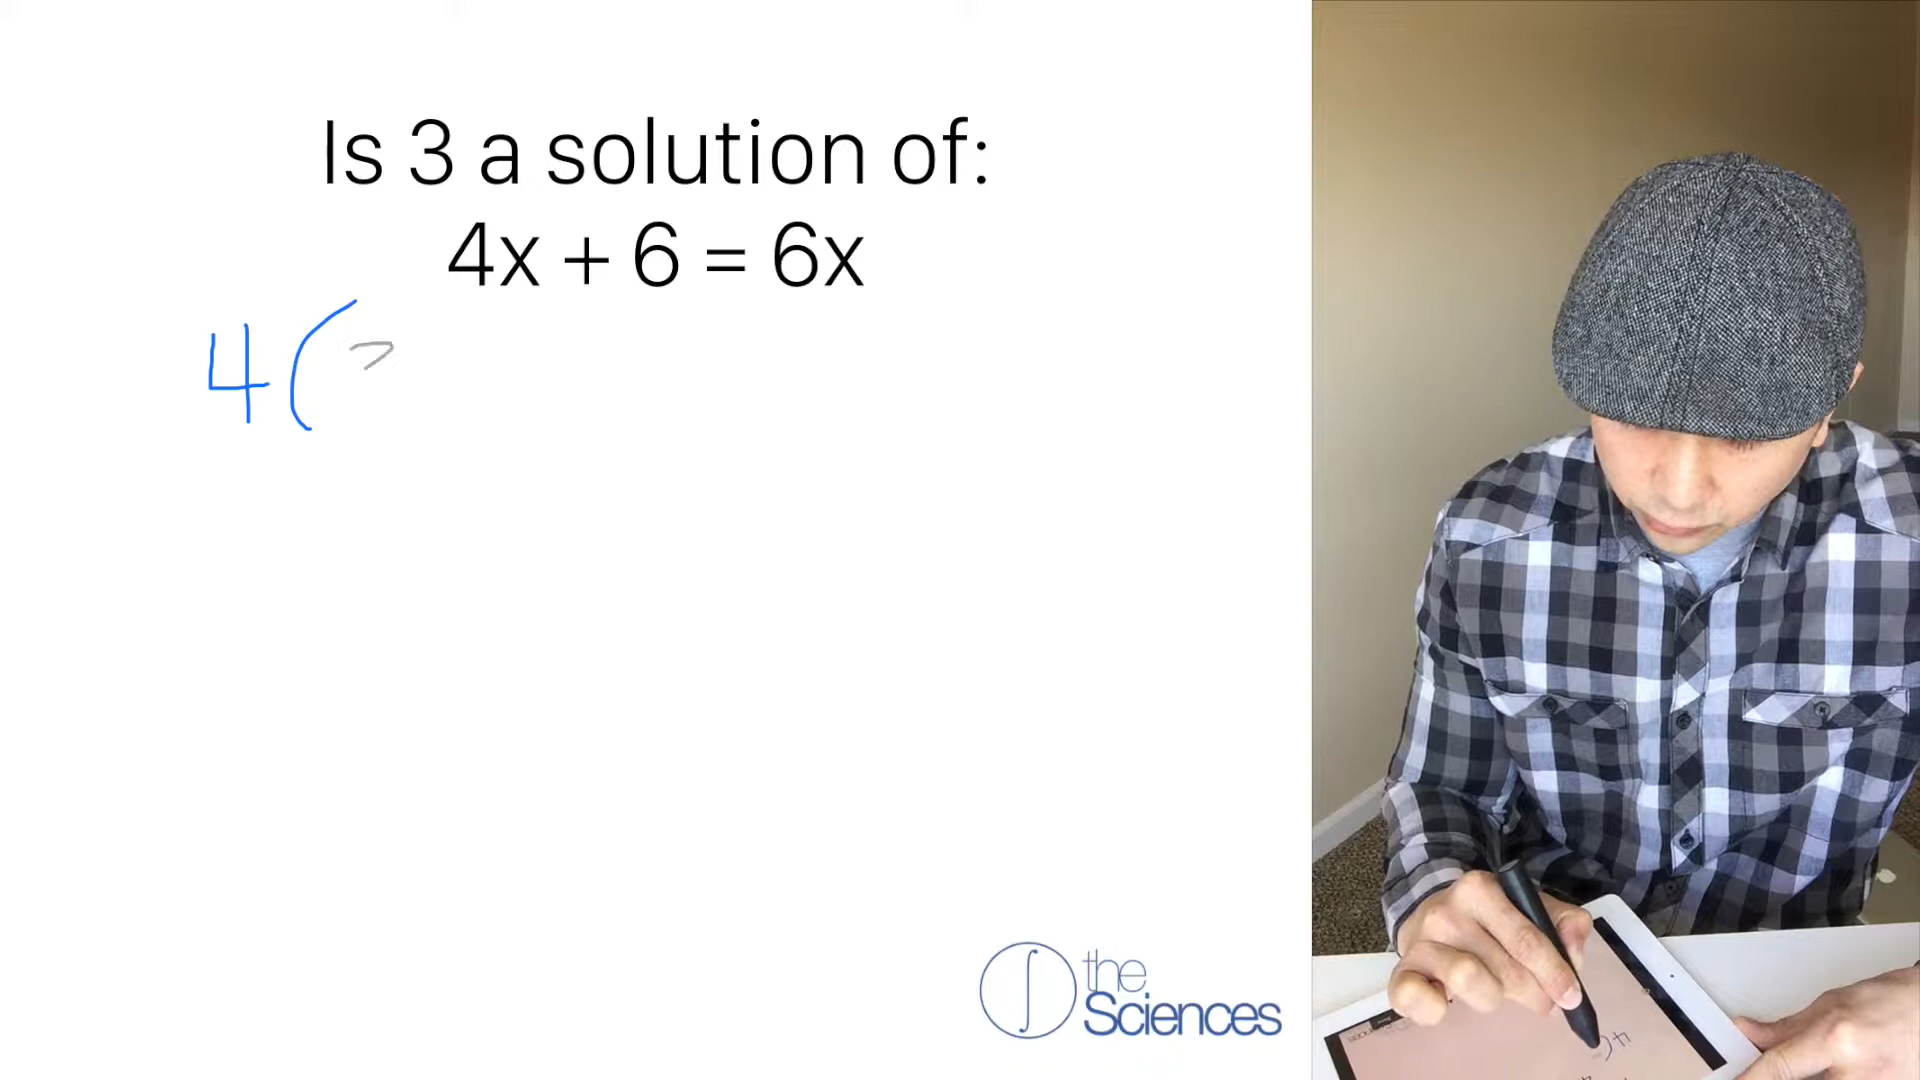 Is 3 a solution of:
4x + 6 = 6x
4(
the
Sciences